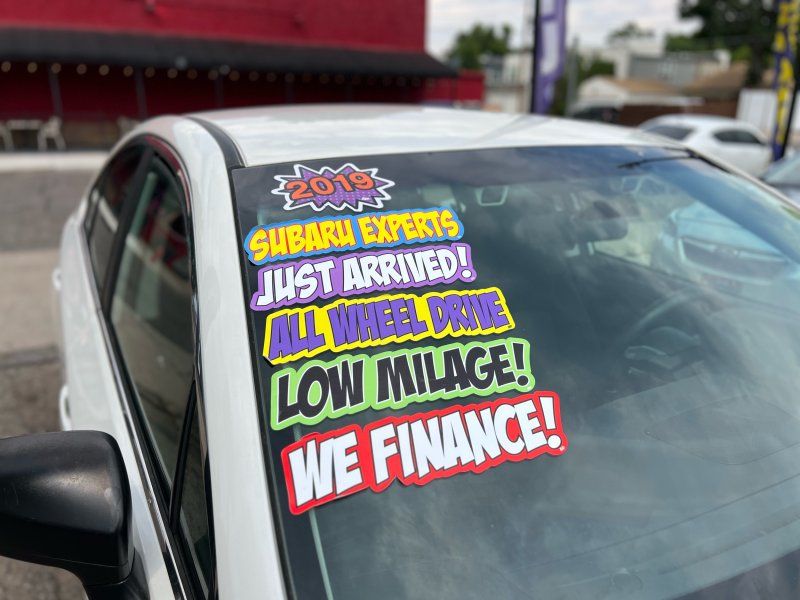 2019
SUBARU EXPERTS
JUST ARRIVED!
ALL WHEEL DRIVE
LOW MILAGE!
WE FINANCE!